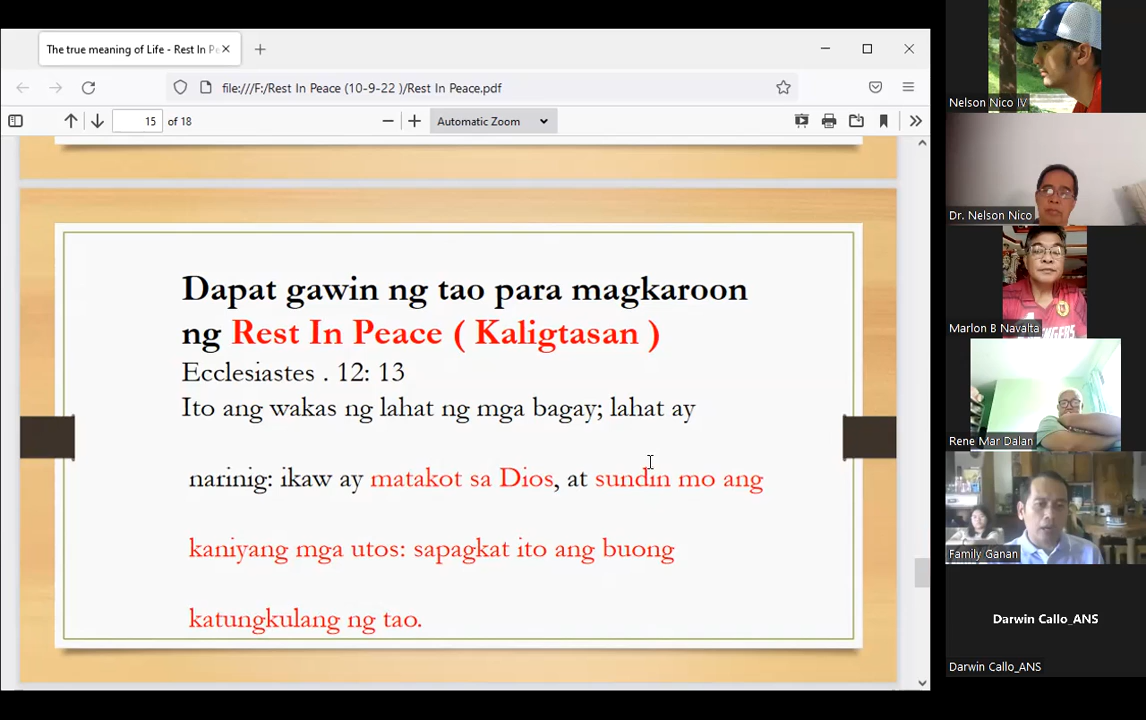 The true meaning of Life - Rest In P
file:///F:/Rest In Peace (10-9-22 )/Rest In Peace.pdf
15 of 18
Automatic Zoom
Dapat gawin ng tao para magkaroon
ng Rest In Peace ( Kaligtasan )
Ecclesiastes . 12: 13
Ito ang wakas ng lahat ng mga bagay; lahat ay
narinig: ikaw ay matakot sa Dios, at sundin mo ang
kaniyang mga utos: sapagkat ito ang buong
katungkulang ng tao.
Nelson Nico IV
Dr. Nelson Nico
Marlon B Navalta
Rene Mar Dalan
Family Ganan
Darwin Callo_ANS
Darwin Callo_ANS